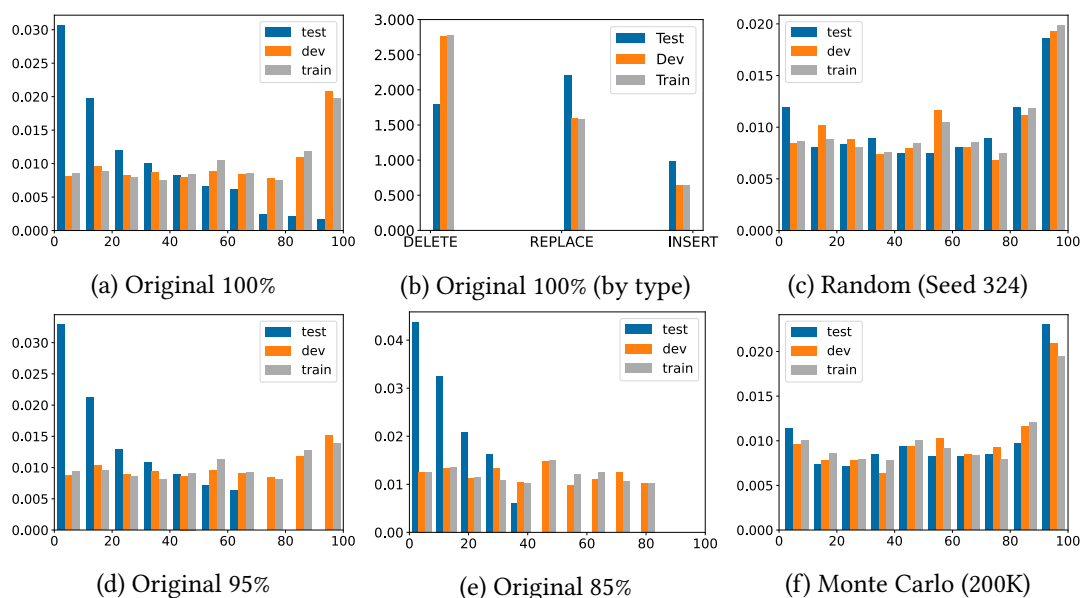 0.030
0.025
0.020
0.015
0.010
0.005
0.000
0 20 40 60 80 100
test
dev
train
(a) Original 100%
3.000
2.500
2.000
1.500
1.000
0.500
0.000
DELETE REPLACE INSERT
Test
Dev
Train
(b) Original 100% (by type)
0.020
0.015
0.010
0.005
0.000
0 20 40 60 80 100
test
dev
train
(c) Random (Seed 324)
0.030
0.025
0.020
0.015
0.010
0.005
0.000
0 20 40 60 80 100
test
dev
train
(d) Original 95%
0.04
0.03
0.02
0.01
0.00
0 20 40 60 80 100
test
dev
train
(e) Original 85%
0.020
0.015
0.010
0.005
0.000
0 20 40 60 80 100
test
dev
train
(f) Monte Carlo (200K)